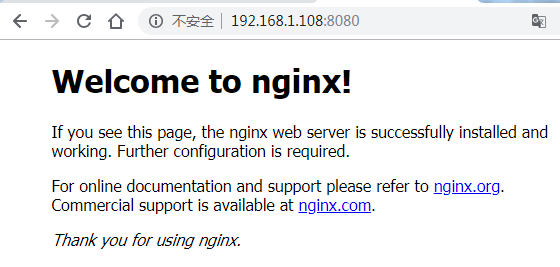 不安全 192.168.1.108:8080
Welcome to nginx!
If you see this page, the nginx web server is successfully installed and
working. Further configuration is required.
For online documentation and support please refer to nginx.org.
Commercial support is available at nginx.com.
Thank you for using nginx.